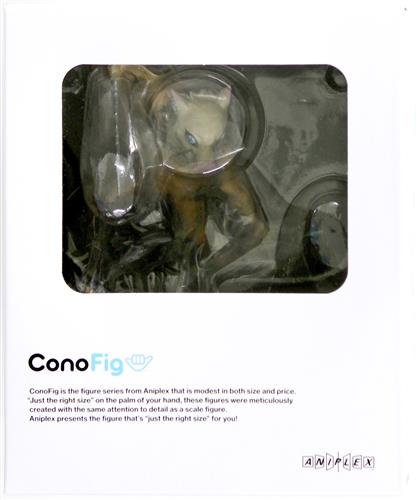 ConoFig
ConoFig is the figure series from Aniplex that is modest in both size and price.
"Just the right size" on the palm of your hand, these figures were meticulously
created with the same attention to detail as a scale figure.
Aniplex presents the figure that's "just the right size" for you!
ANIPLEX